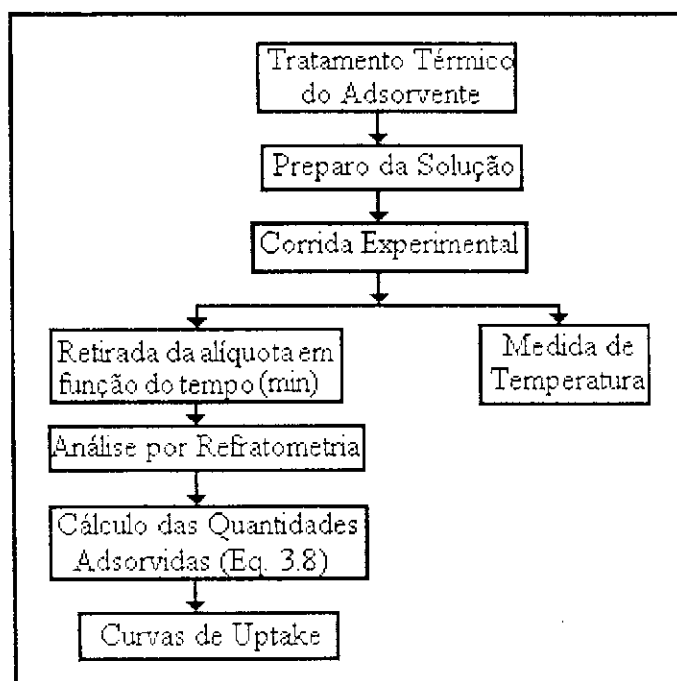 Tratamento Térmico
do Adsorvente
Preparo da Solução
Corrida Experimental
Retirada da alíquota em
função do tempo (min)
Medida de
Temperatura
Análise por Refratometria
Cálculo das Quantidades
Adsorvidas (Eq. 3.8)
Curvas de Uptake